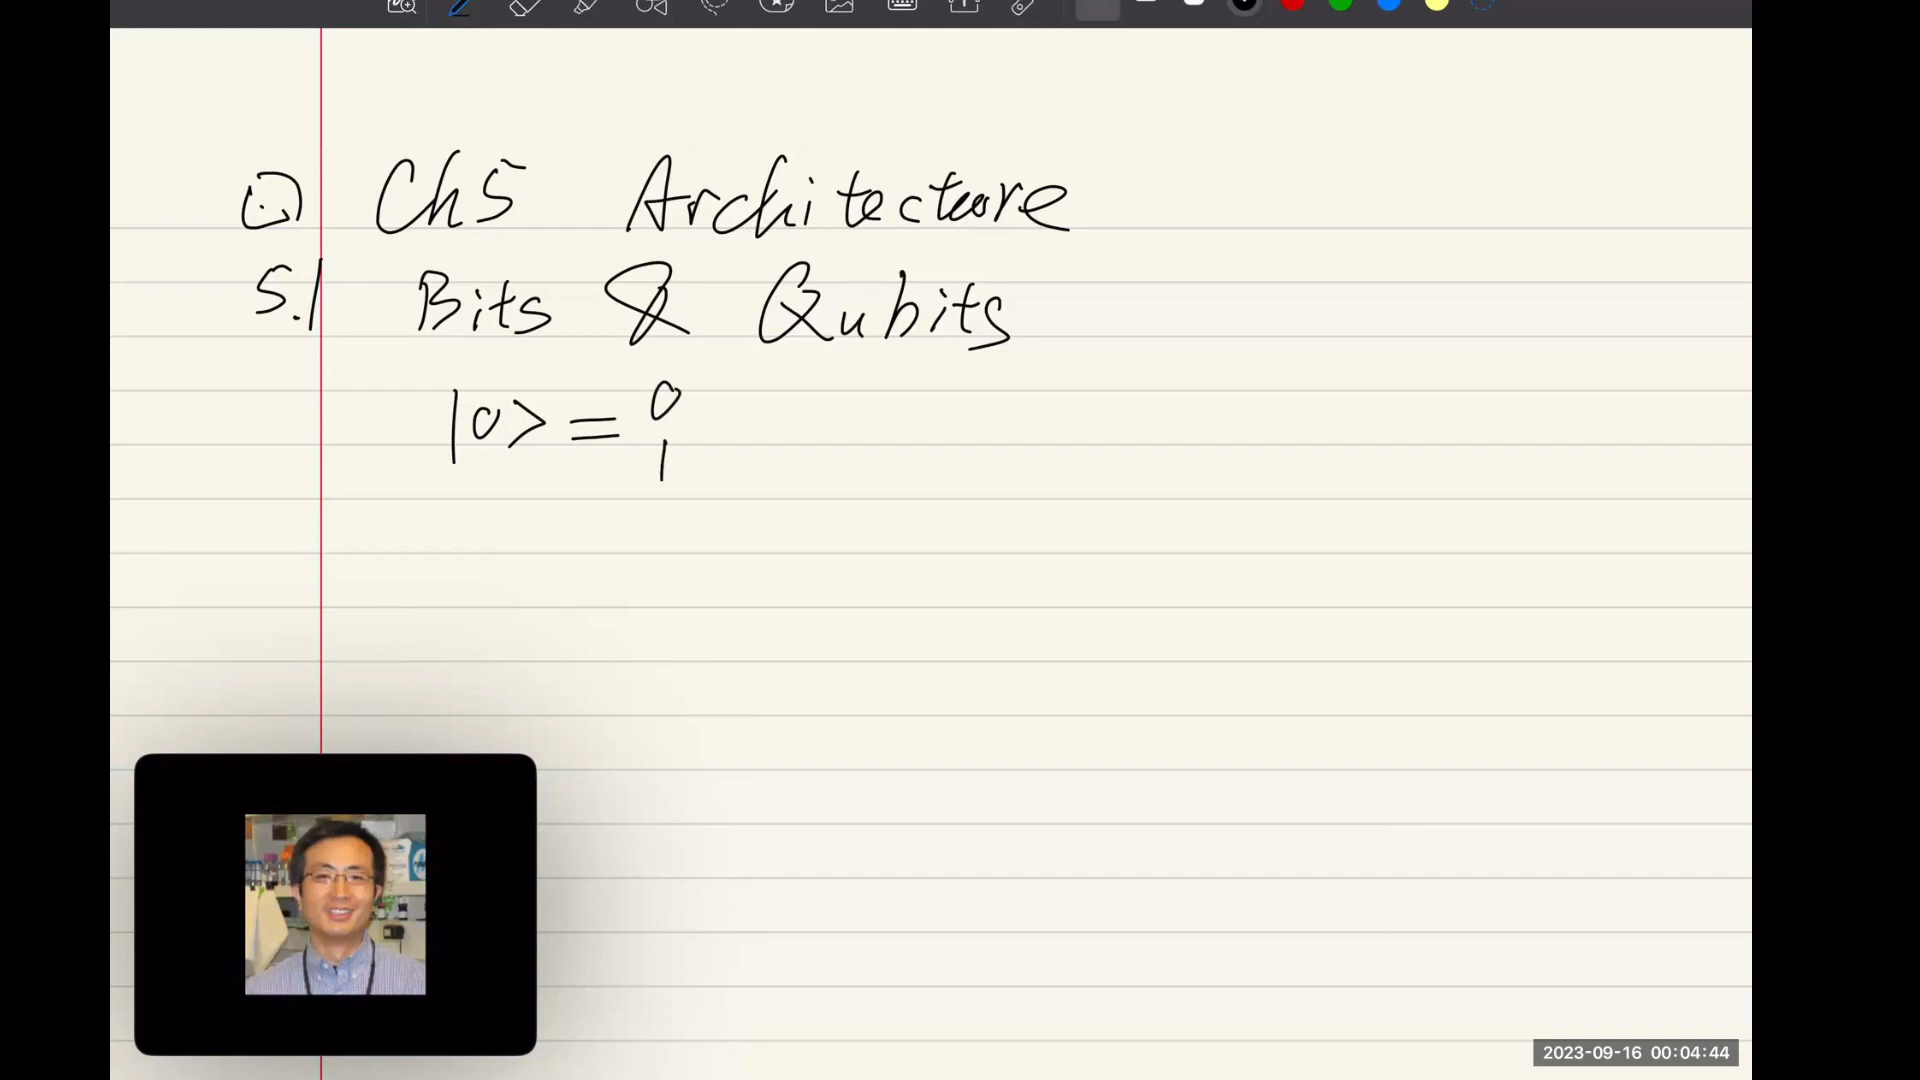 Ch5 Architecture
5.1 Bits & Qubits
|0> = 0
1
2023-09-16 00:04:44